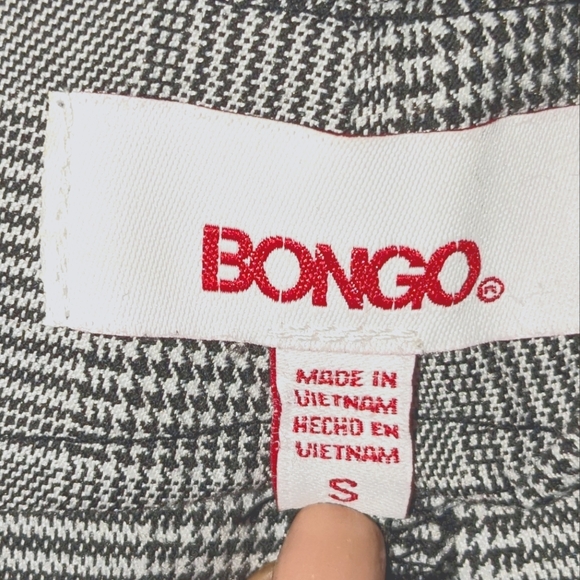 BONGO®
MADE IN
VIETNAM
HECHO EN
VIETNAM
S